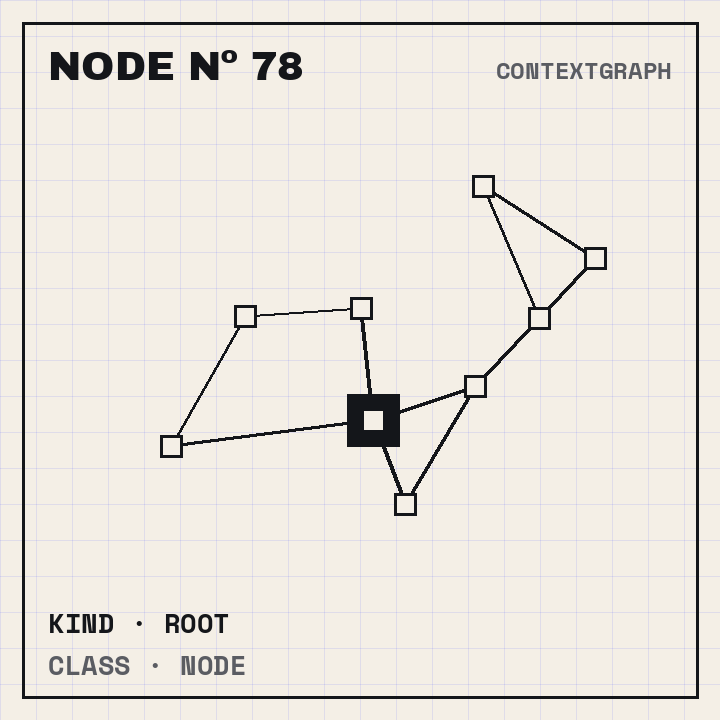 NODE Nº 78
CONTEXTGRAPH
KIND · ROOT
CLASS · NODE